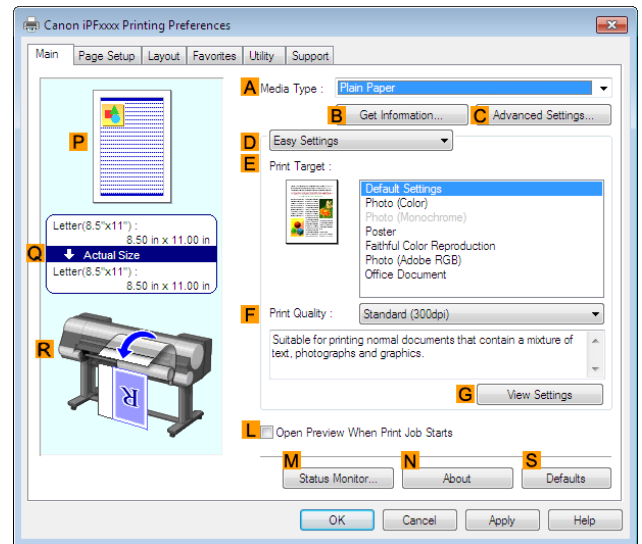 Canon iPFxxxx Printing Preferences
Main Page Setup Layout Favorites Utility Support
A Media Type : Plain Paper
B Get Information... C Advanced Settings...
D Easy Settings
E Print Target :
Default Settings
Photo (Color)
Photo (Monochrome)
Poster
Faithful Color Reproduction
Photo (Adobe RGB)
Office Document
P
Letter(8.5"x11") :
8.50 in x 11.00 in
Q Actual Size
Letter(8.5"x11") :
8.50 in x 11.00 in
R
R
F Print Quality : Standard (300dpi)
Suitable for printing normal documents that contain a mixture of
text, photographs and graphics.
G View Settings
L Open Preview When Print Job Starts
M N S
Status Monitor... About Defaults
OK Cancel Apply Help